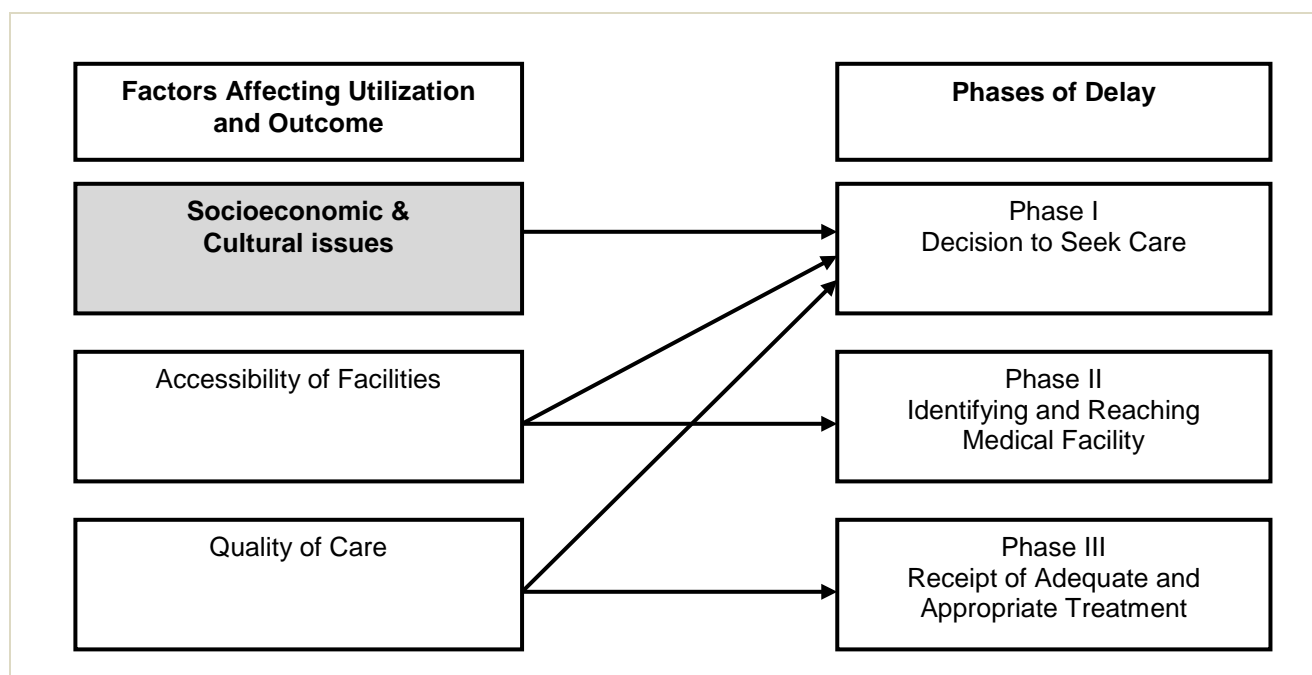 Factors Affecting Utilization
and Outcome
Phases of Delay
Socioeconomic &
Cultural issues
Phase I
Decision to Seek Care
Accessibility of Facilities
Phase II
Identifying and Reaching
Medical Facility
Quality of Care
Phase III
Receipt of Adequate and
Appropriate Treatment